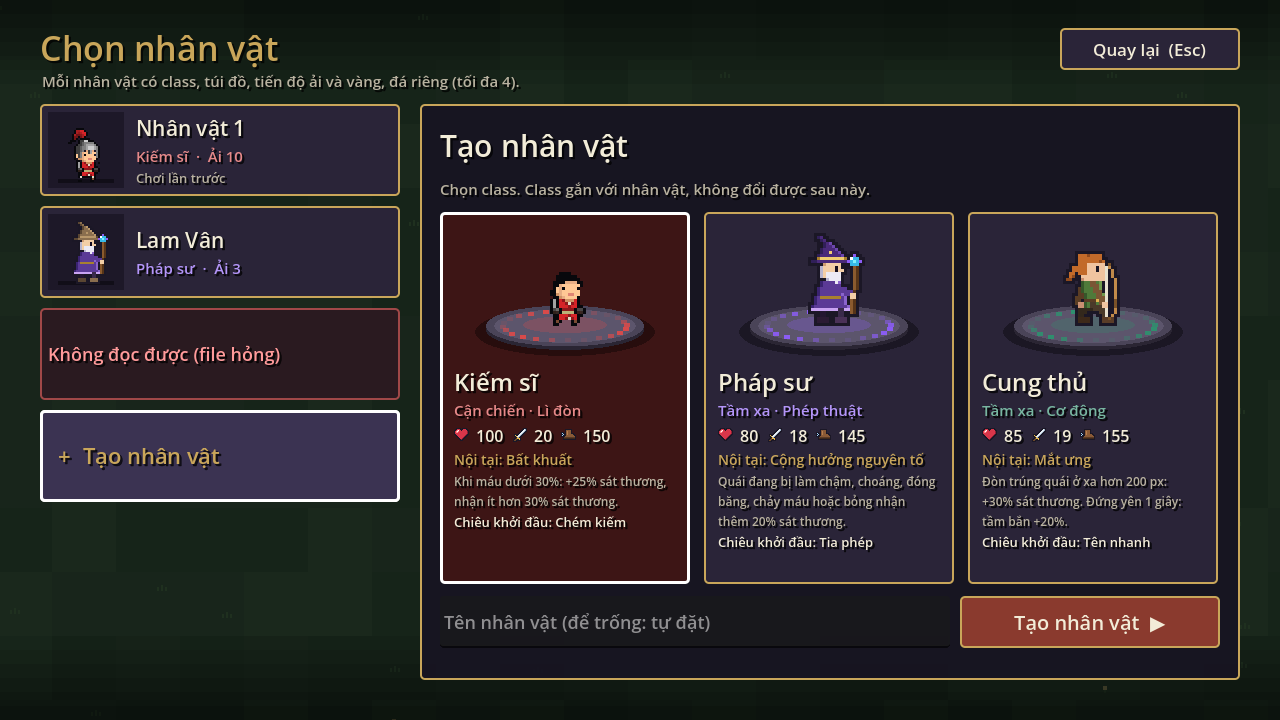 Chọn nhân vật
Quay lại (Esc)
Mỗi nhân vật có class, túi đồ, tiến độ ải và vàng, đá riêng (tối đa 4).
Nhân vật 1
Kiếm sĩ · Ải 10
Chơi lần trước
Lam Vân
Pháp sư · Ải 3
Không đọc được (file hỏng)
+ Tạo nhân vật
Tạo nhân vật
Chọn class. Class gắn với nhân vật, không đổi được sau này.
Kiếm sĩ
Cận chiến · Lì đòn
100 20 150
Nội tại: Bất khuất
Khi máu dưới 30%: +25% sát thương,
nhận ít hơn 30% sát thương.
Chiêu khởi đầu: Chém kiếm
Pháp sư
Tầm xa · Phép thuật
80 18 145
Nội tại: Cộng hưởng nguyên tố
Quái đang bị làm chậm, choáng, đóng
băng, chảy máu hoặc bỏng nhận
thêm 20% sát thương.
Chiêu khởi đầu: Tia phép
Cung thủ
Tầm xa · Cơ động
85 19 155
Nội tại: Mắt ưng
Đòn trúng quái ở xa hơn 200 px:
+30% sát thương. Đứng yên 1 giây:
tầm bắn +20%.
Chiêu khởi đầu: Tên nhanh
Tên nhân vật (để trống: tự đặt)
Tạo nhân vật ▶